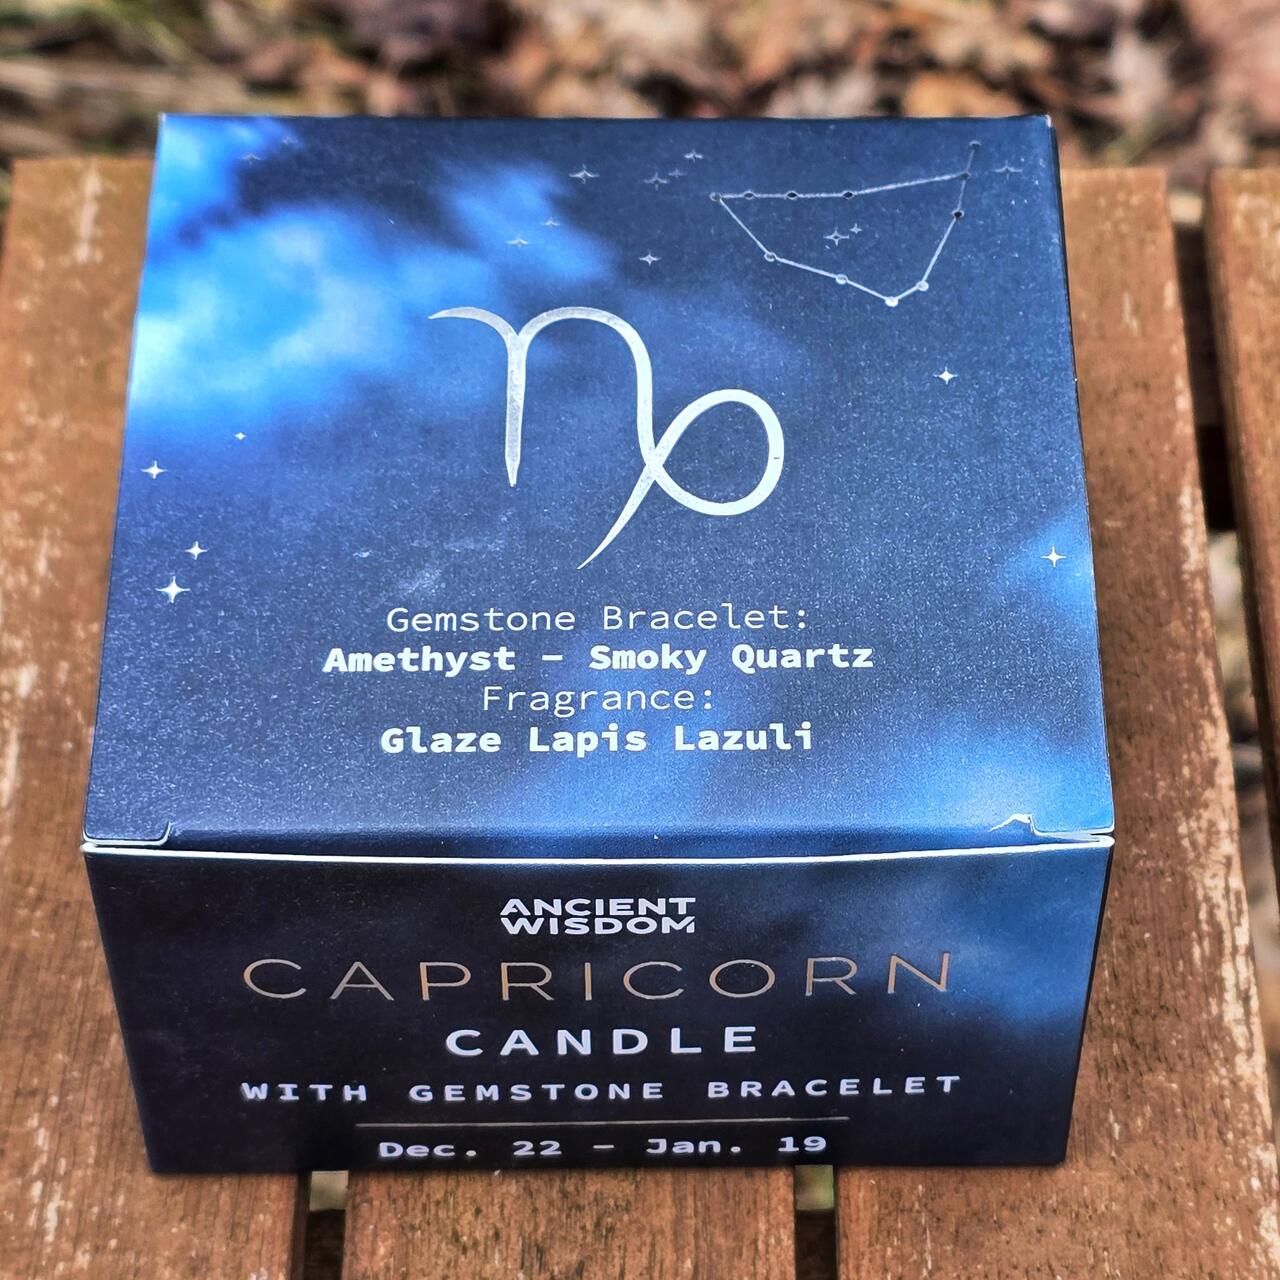 Gemstone Bracelet:
Amethyst – Smoky Quartz
Fragrance:
Glaze Lapis Lazuli
ANCIENT
WISDOM
CAPRICORN
CANDLE
WITH GEMSTONE BRACELET
Dec. 22 – Jan. 19